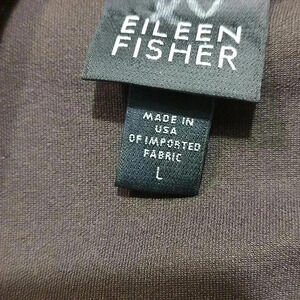 EILEEN
FISHER
MADE IN
USA
OF IMPORTED
FABRIC
L